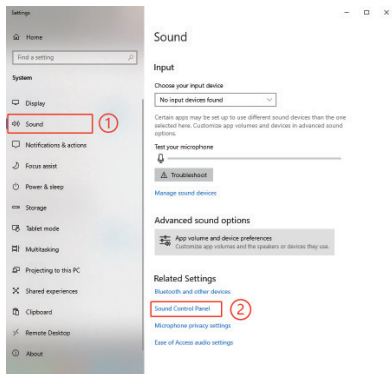 Settings
Home
Find a setting
System
Display
Sound
1
Notifications & actions
Focus assist
Power & sleep
Storage
Tablet mode
Multitasking
Projecting to this PC
Shared experiences
Clipboard
Remote Desktop
About
Sound
Input
Choose your input device
No input devices found
Certain apps may be set up to use different sound devices than the one
selected here. Customize app volumes and devices in advanced sound
options.
Test your microphone
Troubleshoot
Manage sound devices
Advanced sound options
App volume and device preferences
Customize app volumes and the speakers or devices they use.
Related Settings
Bluetooth and other devices
Sound Control Panel
2
Microphone privacy settings
Ease of Access audio settings